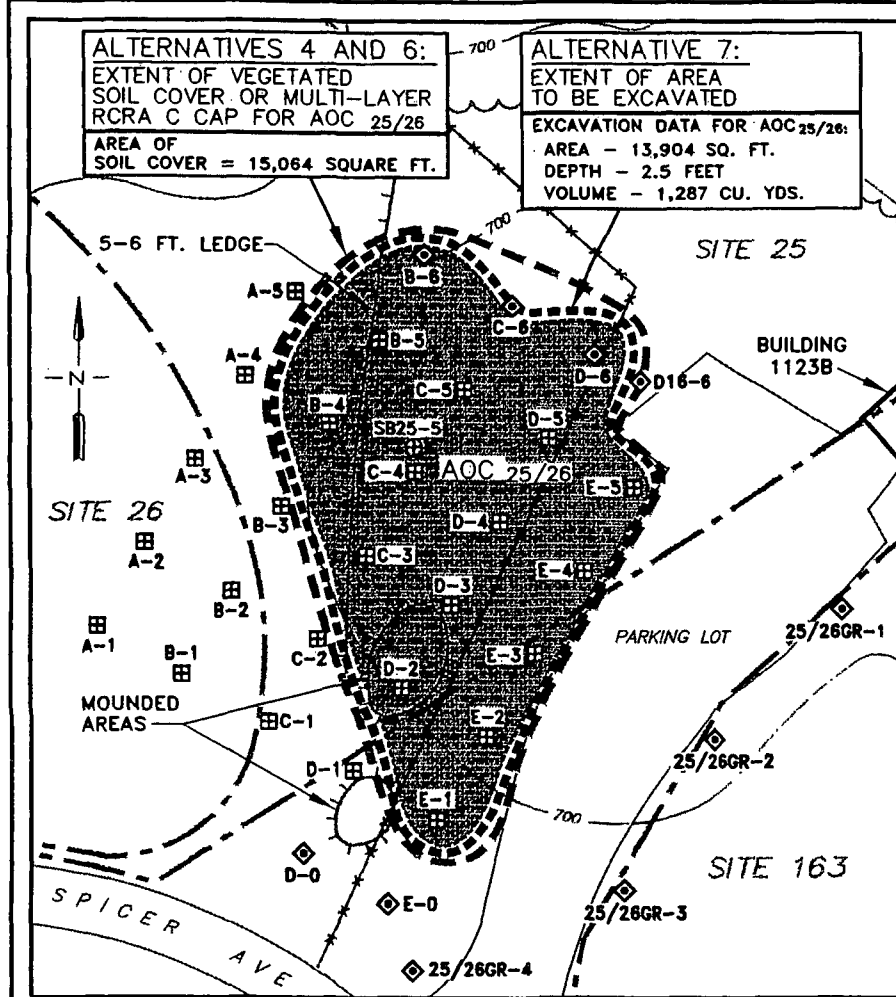 ALTERNATIVES 4 AND 6:
EXTENT OF VEGETATED
SOIL COVER OR MULTI-LAYER
RCRA C CAP FOR AOC 25/26
AREA OF
SOIL COVER = 15,064 SQUARE FT.
700
ALTERNATIVE 7:
EXTENT OF AREA
TO BE EXCAVATED
EXCAVATION DATA FOR AOC 25/26:
AREA - 13,904 SQ. FT.
DEPTH - 2.5 FEET
VOLUME - 1,287 CU. YDS.
700
5-6 FT. LEDGE
SITE 25
B-6
A-5
C-6
B-5
BUILDING
1123B
D-6
A-4
D16-6
N
C-5
B-4
SB25-5
D-5
A-3
C-4
AOC 25/26
E-5
SITE 26
B-3
D-4
A-2
C-3
E-4
B-2
D-3
A-1
C-2
25/26GR-1
PARKING LOT
B-1
D-2
E-3
MOUNDED
AREAS
C-1
E-2
25/26GR-2
D-1
E-1
700
D-0
SITE 163
SPICER AVE
E-0
25/26GR-3
25/26GR-4